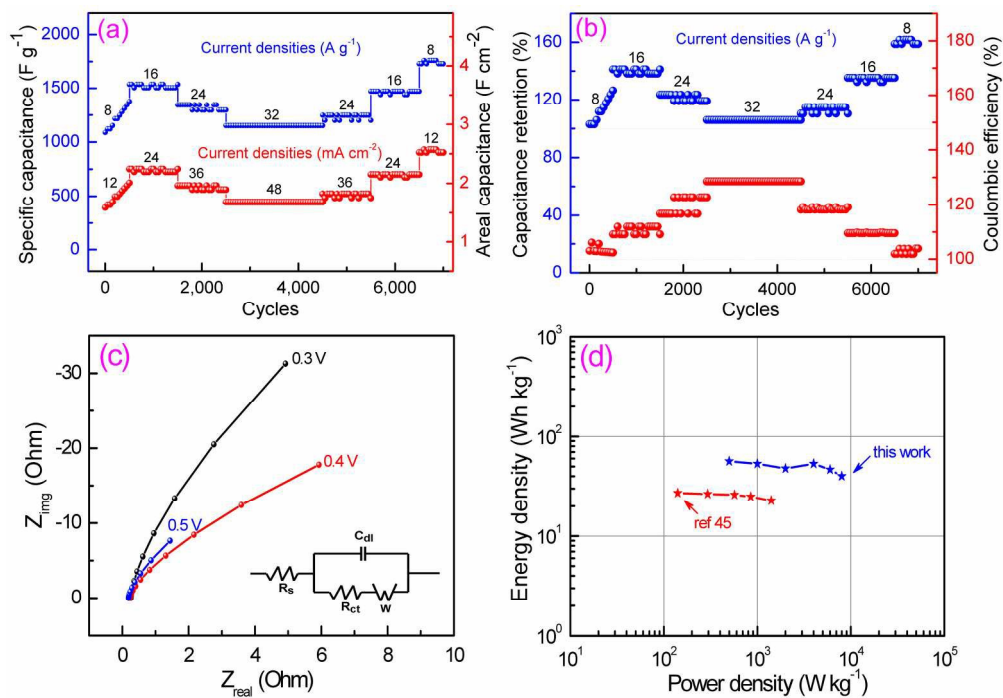 (a)
Current densities (A g⁻¹)
8
16
24
32
24
16
8
Current densities (mA cm⁻²)
12
24
36
48
36
24
12
2000
1500
1000
500
0
Specific capacitance (F g⁻¹)
4
3
2
1
Areal capacitance (F cm⁻²)
0 2,000 4,000 6,000
Cycles
(b)
Current densities (A g⁻¹)
8
16
24
32
24
16
8
160
120
80
40
0
Capacitance retention (%)
180
160
140
120
100
Coulombic efficiency (%)
0 2000 4000 6000
Cycles
(c)
0.3 V
0.4 V
0.5 V
-30
-20
-10
0
Z_img (Ohm)
C_dl
R_s
R_ct
W
0 2 4 6 8 10
Z_real (Ohm)
(d)
this work
ref 45
10³
10²
10¹
10⁰
Energy density (Wh kg⁻¹)
10¹ 10² 10³ 10⁴ 10⁵
Power density (W kg⁻¹)